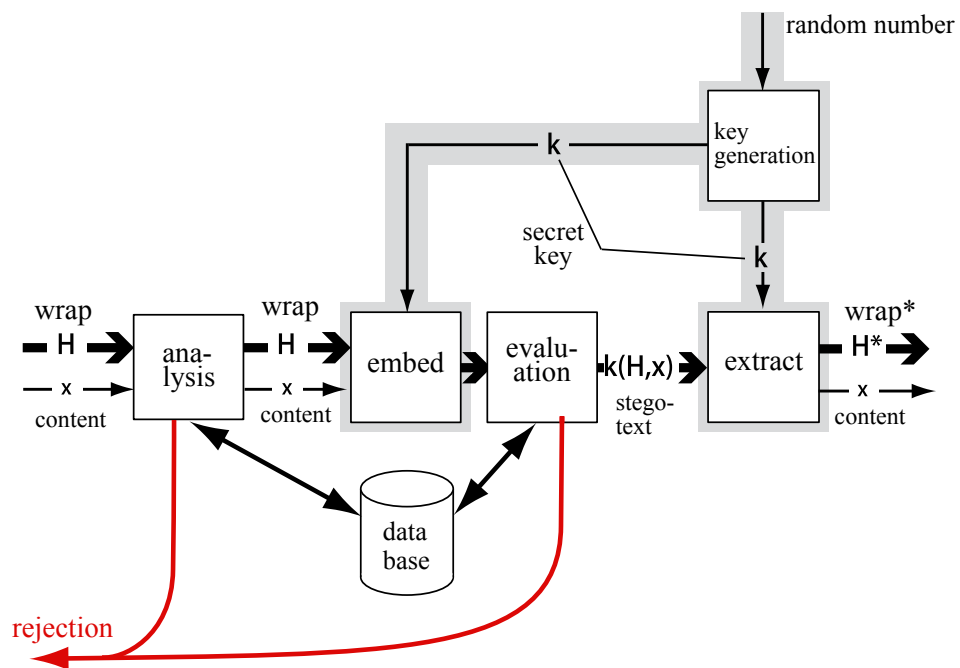 random number
key
generation
k
secret
key
k
wrap
H
x
content
ana-
lysis
wrap
H
x
content
embed
evalu-
ation
k(H,x)
stego-
text
extract
wrap*
H*
x
content
data
base
rejection